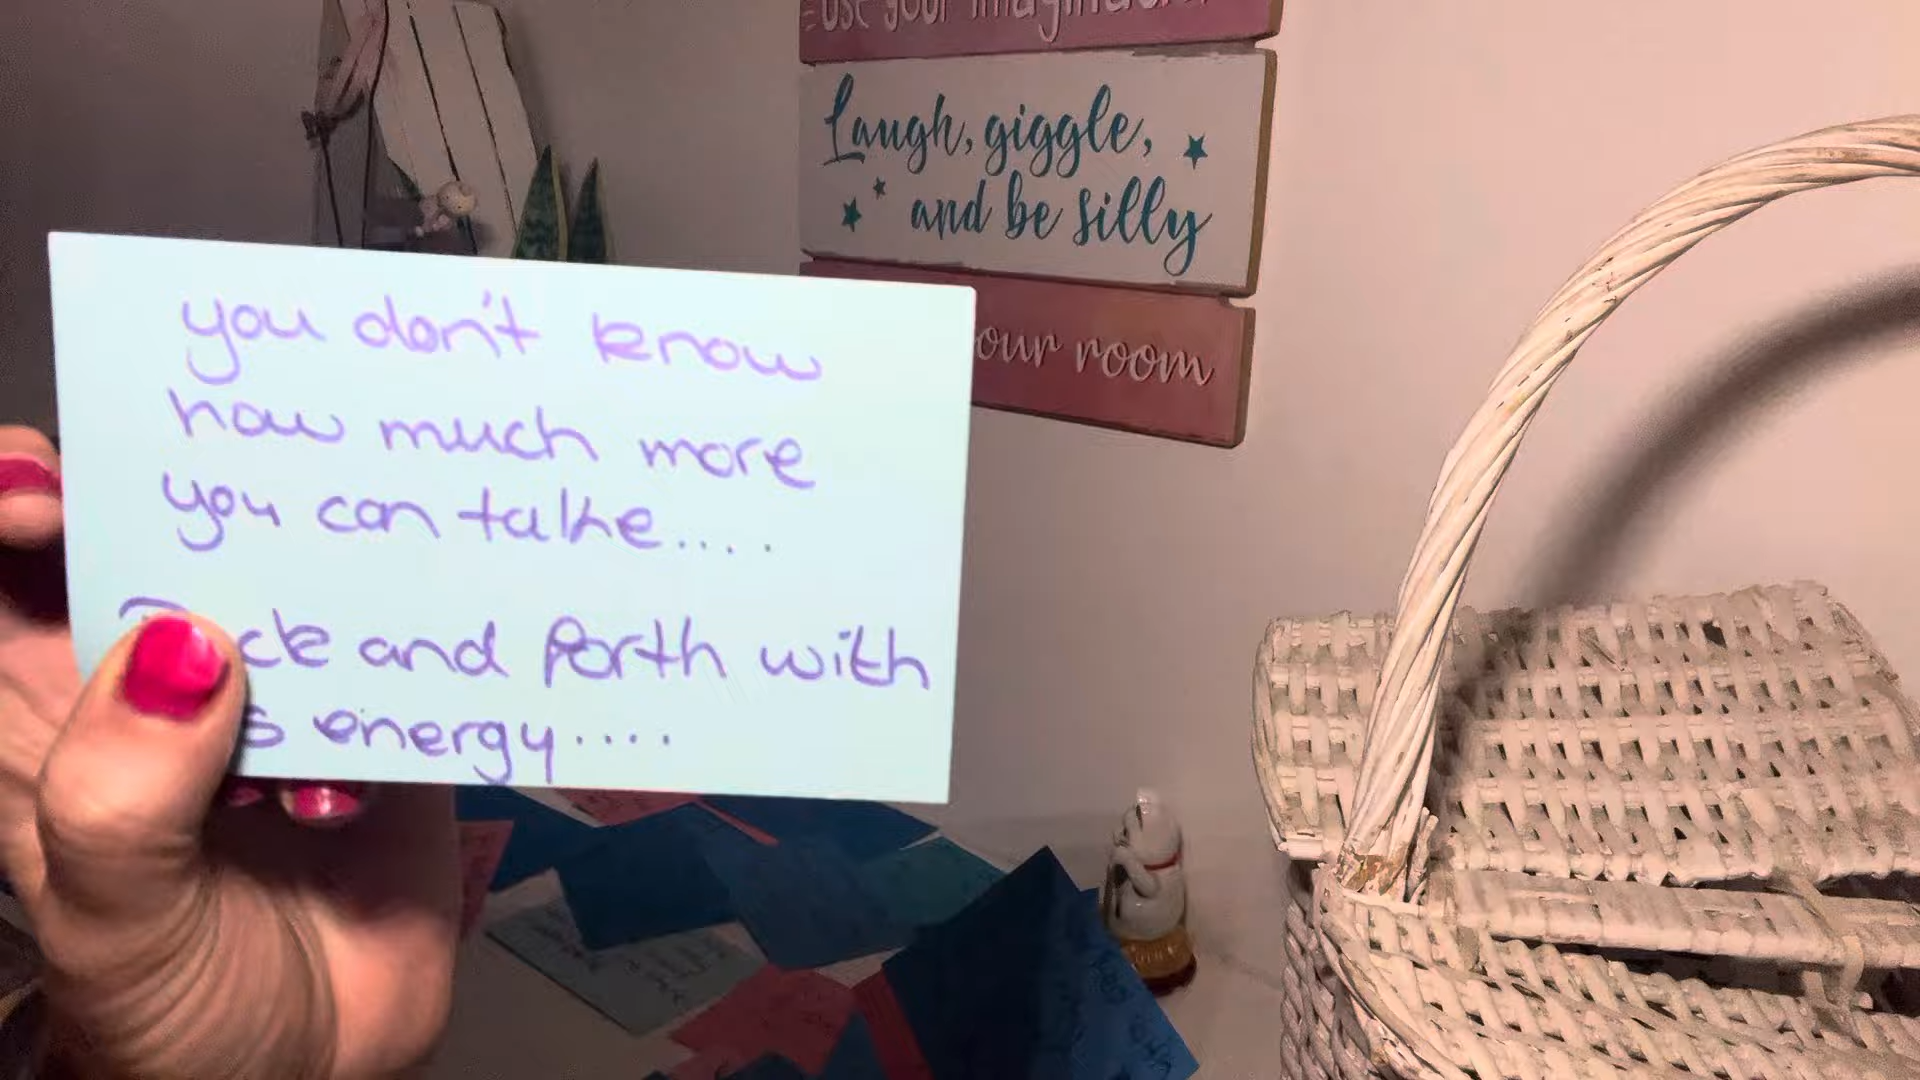 use your imagination
Laugh, giggle,
and be silly
our room
you don't know
how much more
you can take....
ck and forth with
s energy....